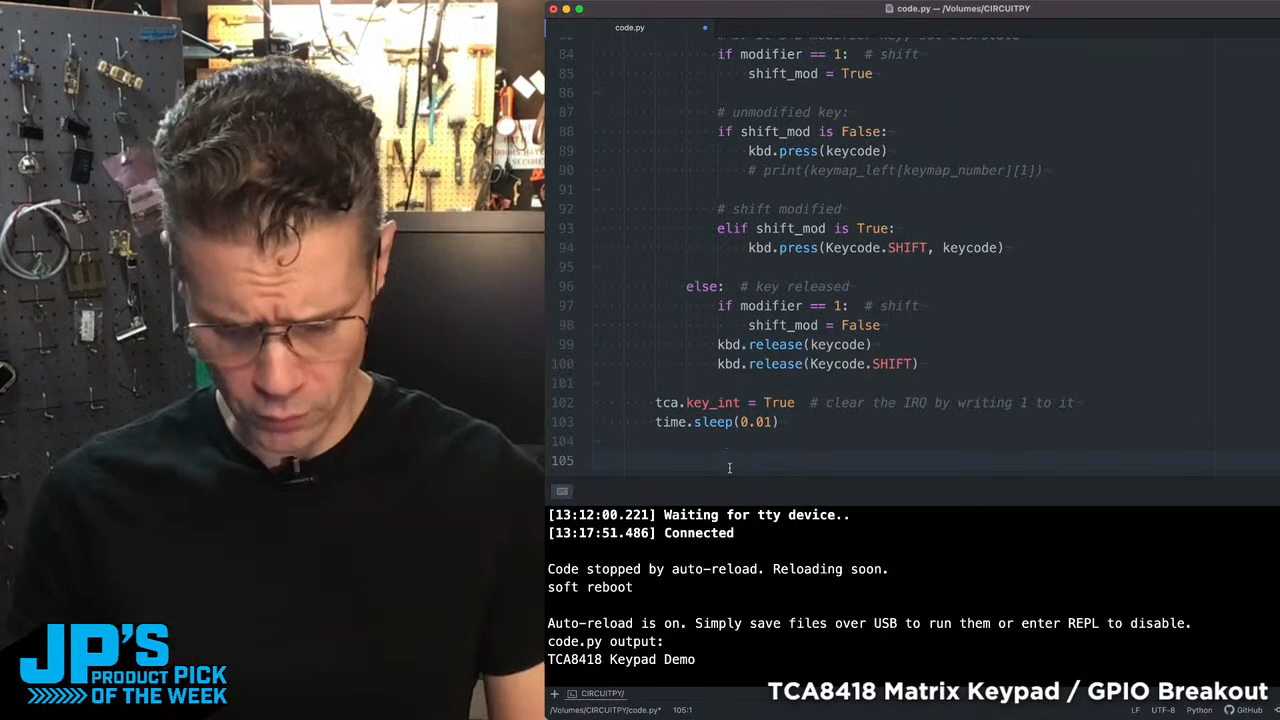 code.py — /Volumes/CIRCUITPY
code.py
84 if modifier == 1:  # shift
85 shift_mod = True
86
87 # unmodified key:
88 if shift_mod is False:
89 kbd.press(keycode)
90 # print(keymap_left[keymap_number][1])
91
92 # shift modified
93 elif shift_mod is True:
94 kbd.press(Keycode.SHIFT, keycode)
95
96 else:  # key released
97 if modifier == 1:  # shift
98 shift_mod = False
99 kbd.release(keycode)
100 kbd.release(Keycode.SHIFT)
101
102 tca.key_int = True  # clear the IRQ by writing 1 to it
103 time.sleep(0.01)
104
105
[13:12:00.221] Waiting for tty device..
[13:17:51.486] Connected
Code stopped by auto-reload. Reloading soon.
soft reboot
Auto-reload is on. Simply save files over USB to run them or enter REPL to disable.
code.py output:
TCA8418 Keypad Demo
+ CIRCUITPY/
/Volumes/CIRCUITPY/code.py* 105:1 LF UTF-8 Python GitHub
JP'S
PRODUCT PICK
OF THE WEEK
TCA8418 Matrix Keypad / GPIO Breakout